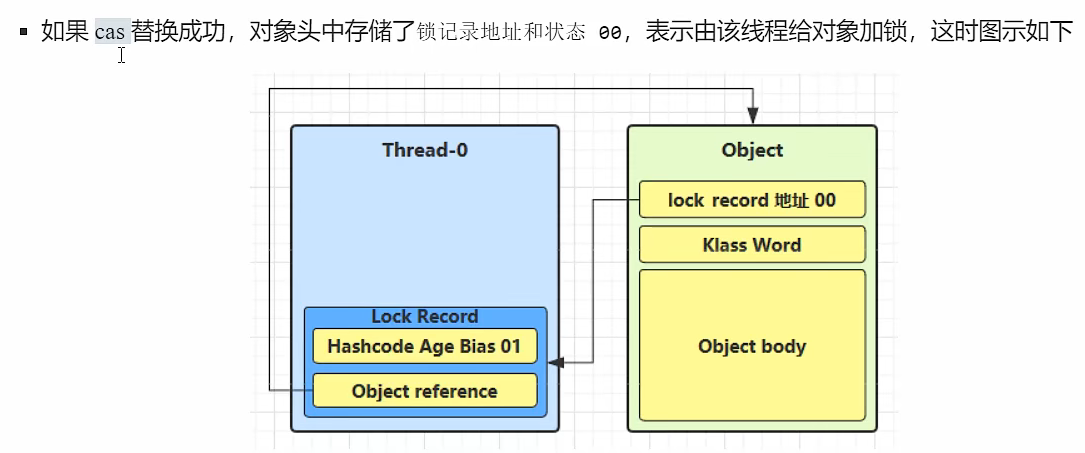 如果 cas 替换成功，对象头中存储了锁记录地址和状态 00，表示由该线程给对象加锁，这时图示如下
Thread-0
Object
lock record 地址 00
Klass Word
Lock Record
Hashcode Age Bias 01
Object body
Object reference